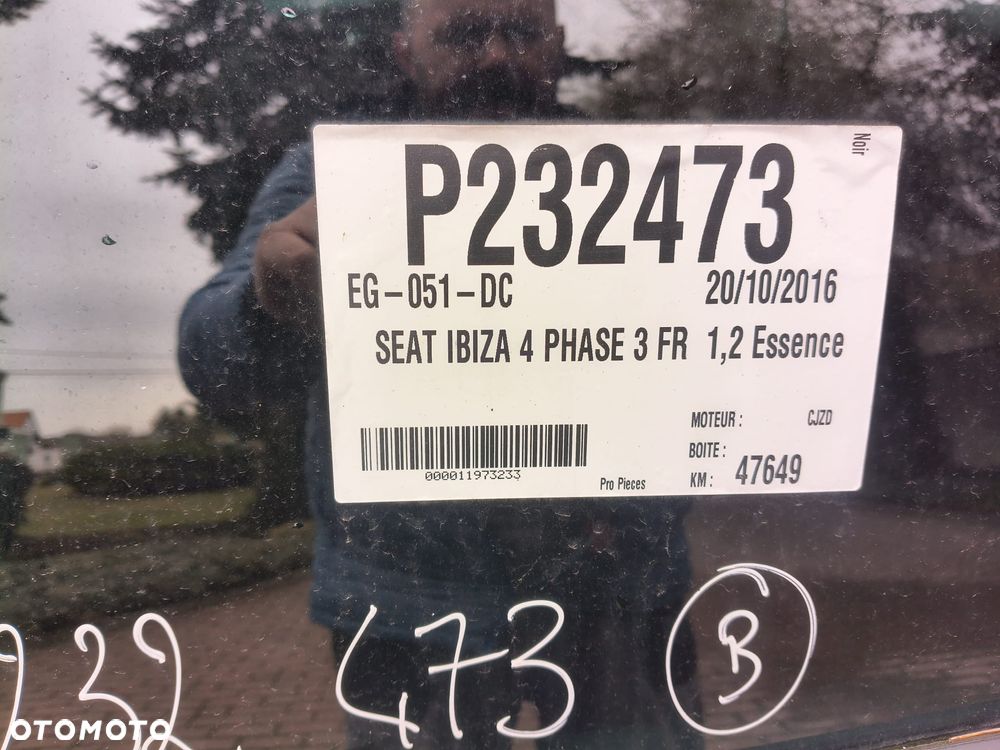 Noir
P232473
EG-051-DC 20/10/2016
SEAT IBIZA 4 PHASE 3 FR 1,2 Essence
MOTEUR : CJZD
BOITE :
KM : 47649
000011973233
Pro Pieces
232 473 B
OTOMOTO